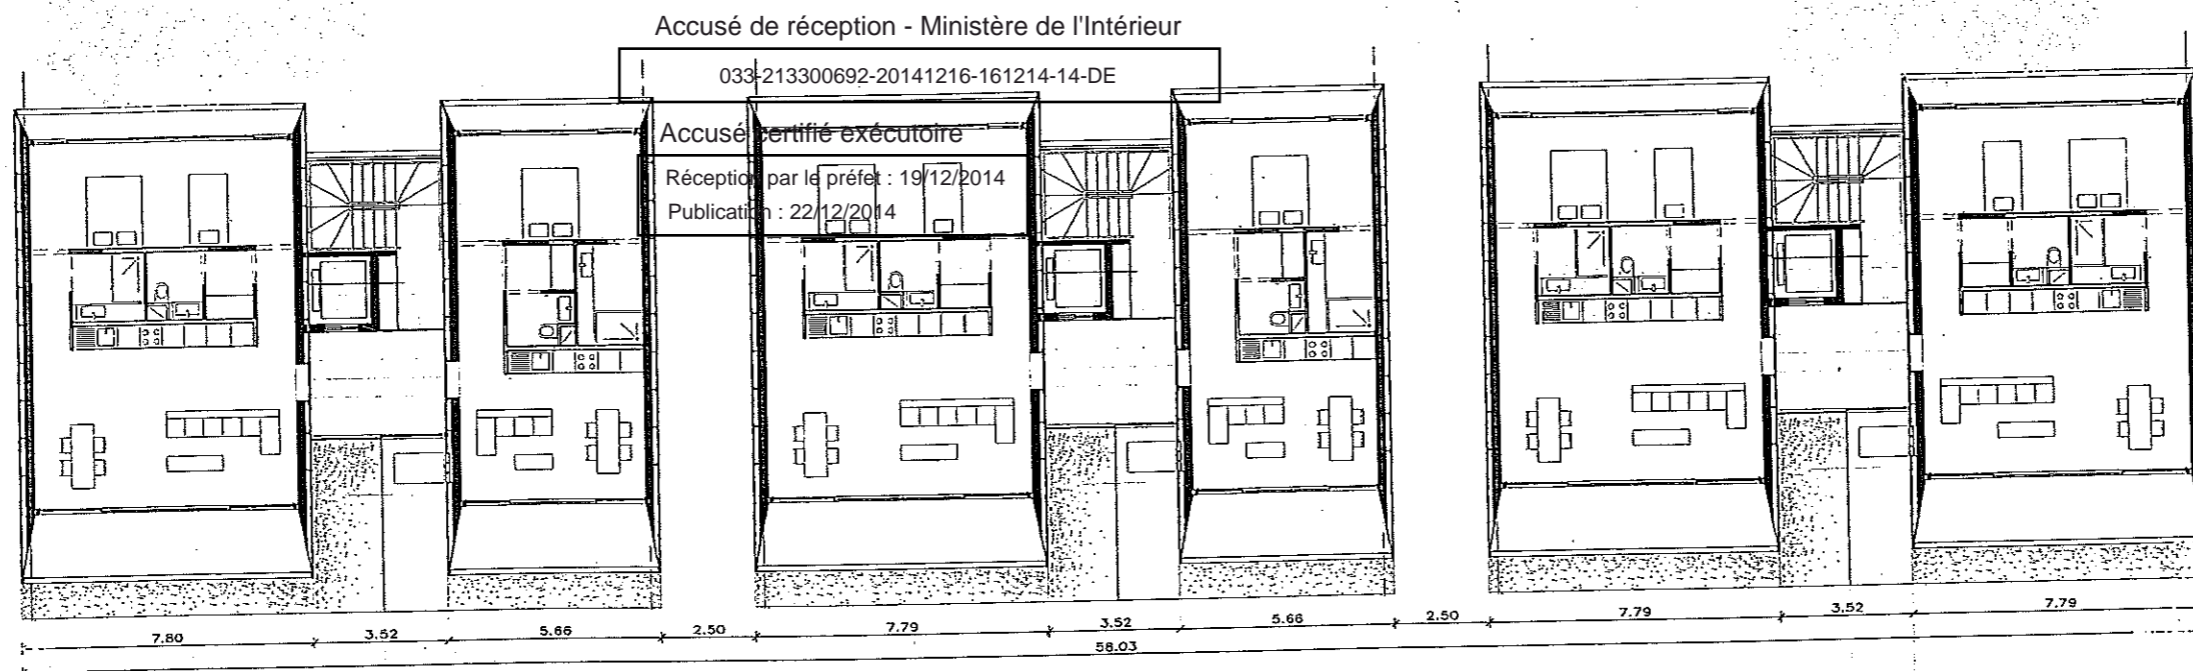 Accusé de réception - Ministère de l'Intérieur
033-213300692-20141216-161214-14-DE
Accusé certifié exécutoire
Réception par le préfet : 19/12/2014
Publication : 22/12/2014
7.80 3.52 5.66 2.50 7.79 3.52 5.66 2.50 7.79 3.52 7.79
58.03